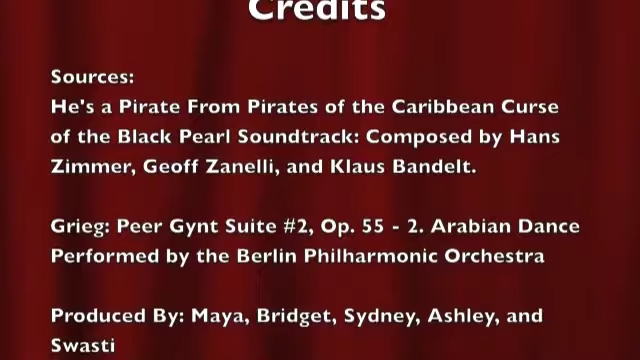 Credits
Sources:
He's a Pirate From Pirates of the Caribbean Curse
of the Black Pearl Soundtrack: Composed by Hans
Zimmer, Geoff Zanelli, and Klaus Bandelt.
Grieg: Peer Gynt Suite #2, Op. 55 - 2. Arabian Dance
Performed by the Berlin Philharmonic Orchestra
Produced By: Maya, Bridget, Sydney, Ashley, and
Swasti